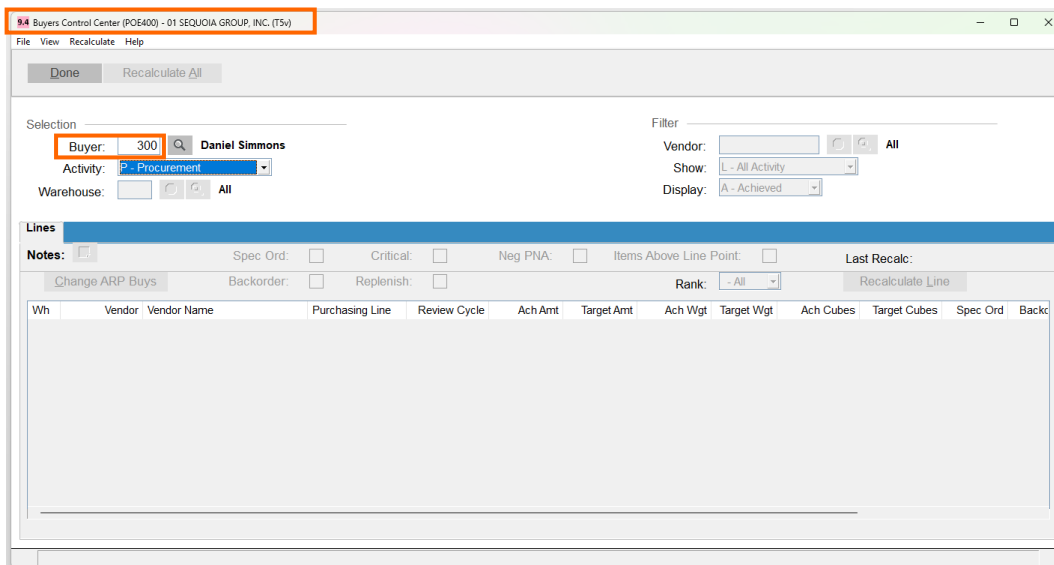 9.4 Buyers Control Center (POE400) - 01 SEQUOIA GROUP, INC. (T5v)
File View Recalculate Help
Done Recalculate All
Selection Filter
Buyer: 300 Daniel Simmons Vendor: All
Activity: P - Procurement Show: L - All Activity
Warehouse: All Display: A - Achieved
Lines
Notes: Spec Ord: Critical: Neg PNA: Items Above Line Point: Last Recalc:
Change ARP Buys Backorder: Replenish: Rank: - All Recalculate Line
Wh Vendor Vendor Name Purchasing Line Review Cycle Ach Amt Target Amt Ach Wgt Target Wgt Ach Cubes Target Cubes Spec Ord Backo